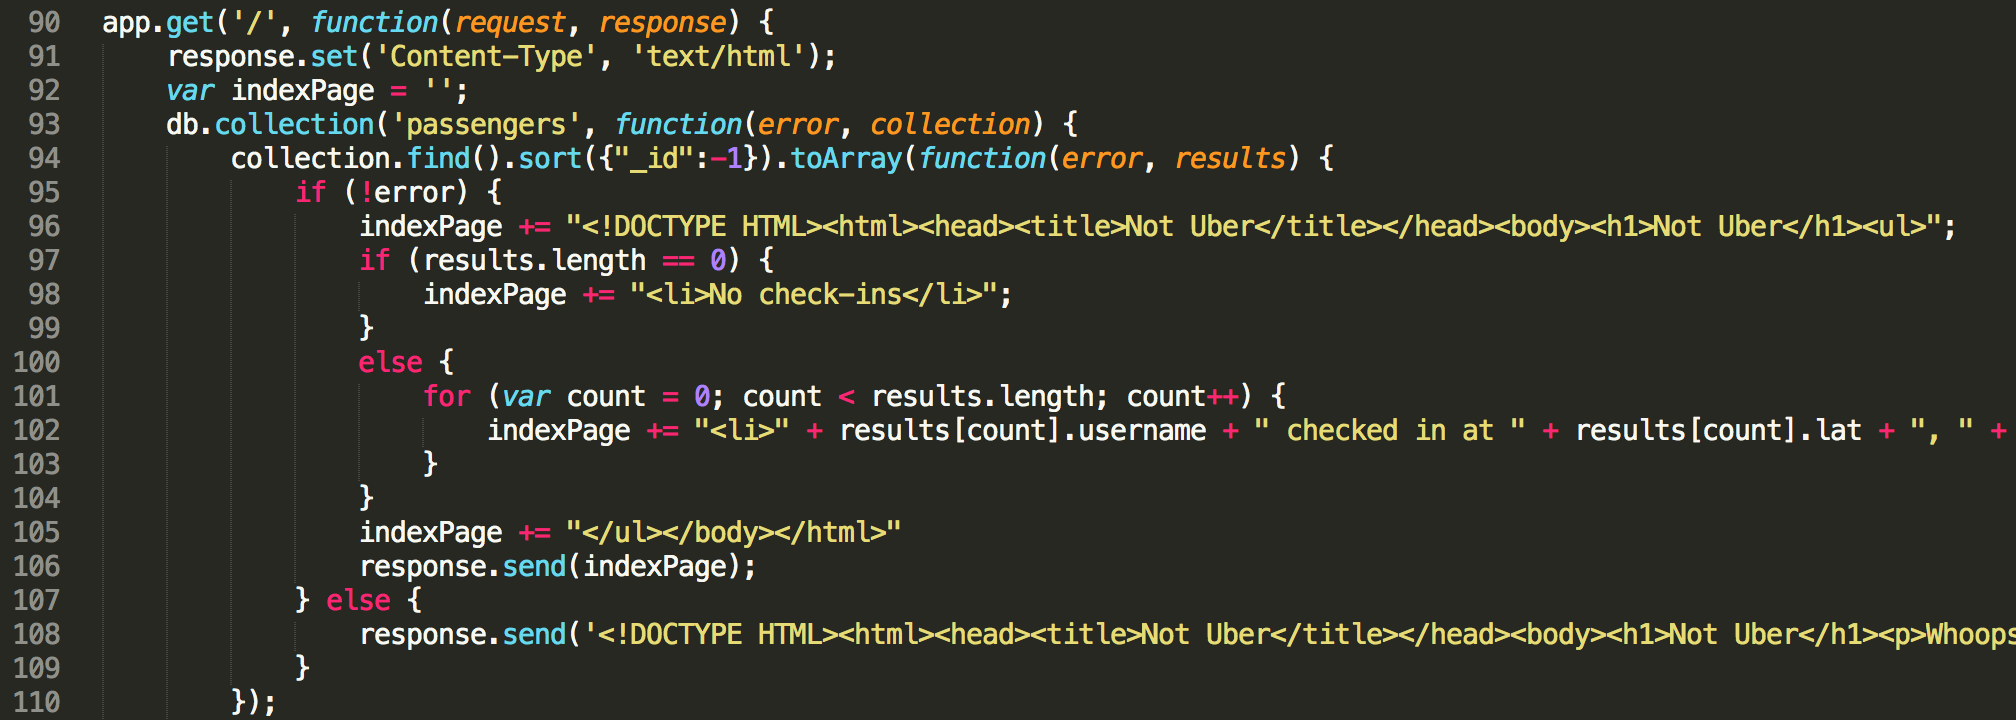 90 app.get('/', function(request, response) {
91 response.set('Content-Type', 'text/html');
92 var indexPage = '';
93 db.collection('passengers', function(error, collection) {
94 collection.find().sort({"_id":-1}).toArray(function(error, results) {
95 if (!error) {
96 indexPage += "<!DOCTYPE HTML><html><head><title>Not Uber</title></head><body><h1>Not Uber</h1><ul>";
97 if (results.length == 0) {
98 indexPage += "<li>No check-ins</li>";
99 }
100 else {
101 for (var count = 0; count < results.length; count++) {
102 indexPage += "<li>" + results[count].username + " checked in at " + results[count].lat + ", " +
103 }
104 }
105 indexPage += "</ul></body></html>"
106 response.send(indexPage);
107 } else {
108 response.send('<!DOCTYPE HTML><html><head><title>Not Uber</title></head><body><h1>Not Uber</h1><p>Whoops
109 }
110 });